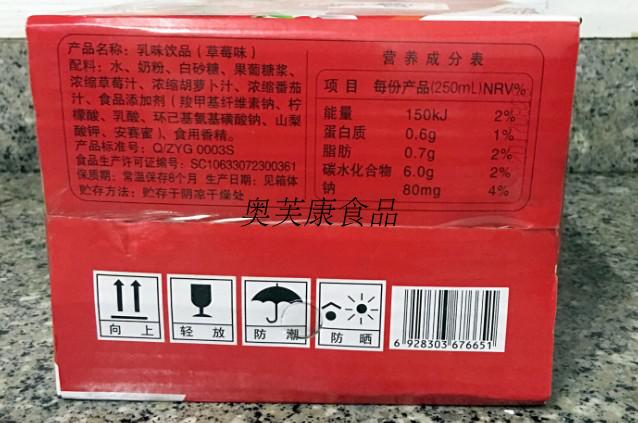 产品名称：乳味饮品（草莓味）
配料：水、奶粉、白砂糖、果葡糖浆、
浓缩草莓汁、浓缩胡萝卜汁、浓缩番茄
汁、食品添加剂（羧甲基纤维素钠、柠
檬酸、乳酸、环己基氨基磺酸钠、山梨
酸钾、安赛蜜）、食用香精。
产品标准号：Q/ZYG 0003S
食品生产许可证编号：SC10633072300361
保质期：常温保存8个月 生产日期：见箱体
贮存方法：贮存于阴凉干燥处
营养成分表
项目 每份产品(250mL) NRV%
能量 150kJ 2%
蛋白质 0.6g 1%
脂肪 0.7g 2%
碳水化合物 6.0g 2%
钠 80mg 4%
奥芙康食品
向上 轻放 防潮 防晒
6 928303 676651